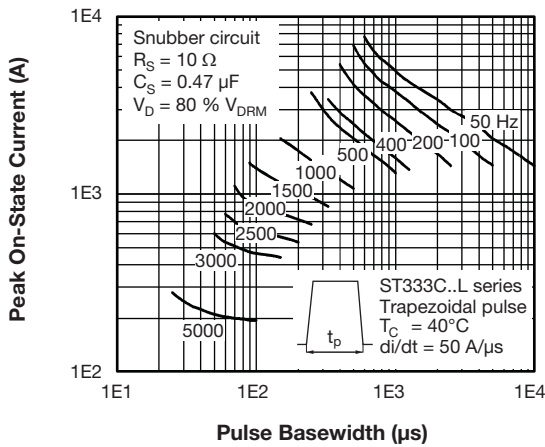 1E4
Snubber circuit
R_S = 10 Ω
C_S = 0.47 µF
V_D = 80 % V_DRM
50 Hz
100
200
400
500
1000
1500
2000
2500
3000
5000
1E3
1E2
ST333C..L series
Trapezoidal pulse
T_C = 40°C
di/dt = 50 A/µs
t_p
1E1
1E2
1E3
1E4
Peak On-State Current (A)
Pulse Basewidth (µs)